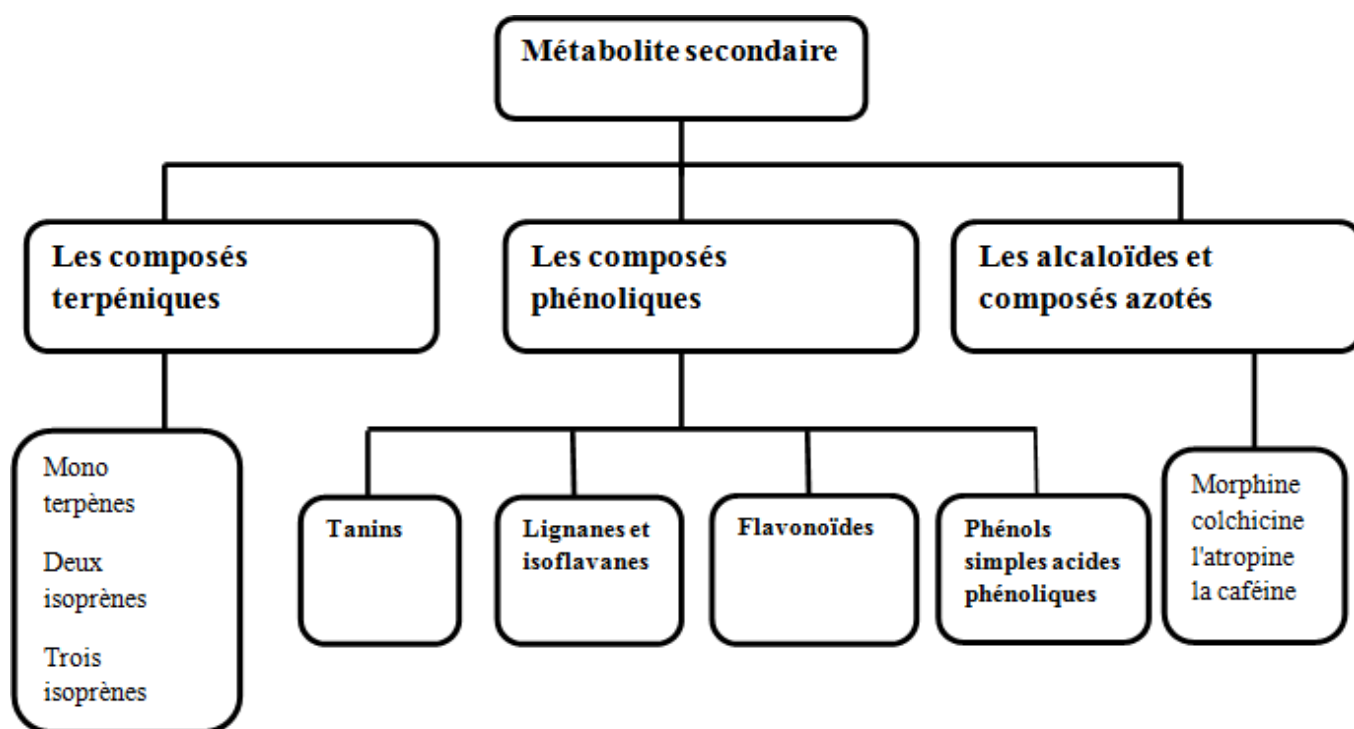 Métabolite secondaire
Les composés
terpéniques
Les composés
phénoliques
Les alcaloïdes et
composés azotés
Mono
terpènes
Deux
isoprènes
Trois
isoprènes
Tanins
Lignanes et
isoflavanes
Flavonoïdes
Phénols
simples acides
phénoliques
Morphine
colchicine
l'atropine
la caféine